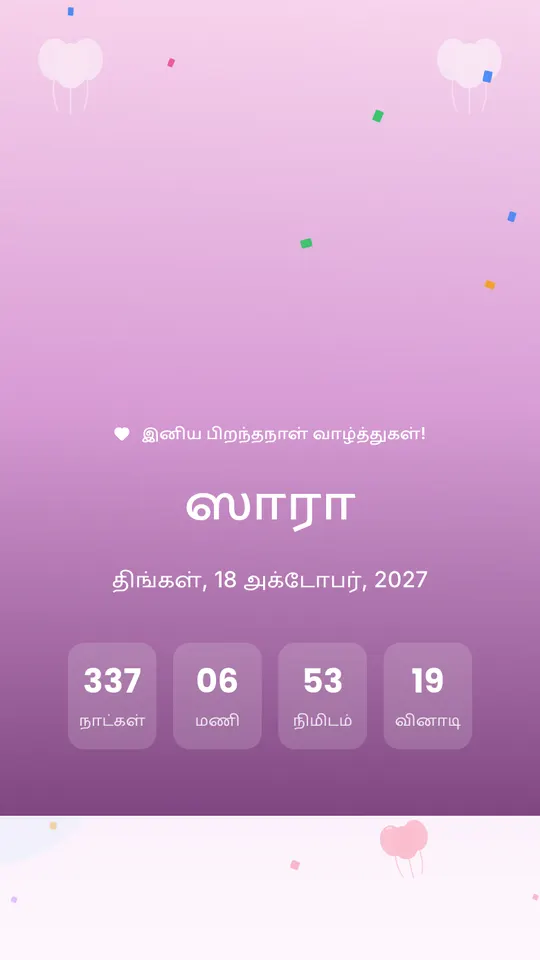 இனிய பிறந்தநாள் வாழ்த்துகள்!
ஸாரா
திங்கள், 18 அக்டோபர், 2027
337 06 53 19
நாட்கள் மணி நிமிடம் வினாடி